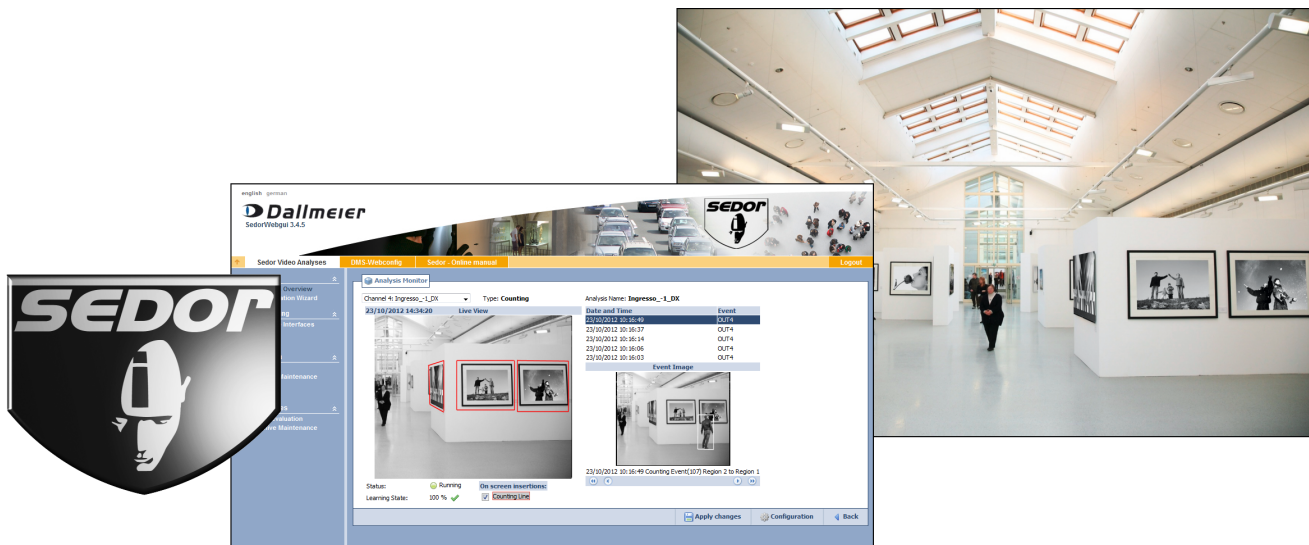 english german
Dallmeier
SedorWebgui 3.4.5
SEDOR
Sedor Video Analyses DMS-Webconfig Sedor - Online manual Logout
SEDOR
Overview
Wizard
Interfaces
Maintenance
Maintenance
Analysis Monitor
Channel 4: Ingresso_-1_DX Type: Counting Analysis Name: Ingresso_-1_DX
23/10/2012 14:34:20 Live View
Date and Time Event
23/10/2012 10:16:49 OUT4
23/10/2012 10:16:37 OUT4
23/10/2012 10:16:14 OUT4
23/10/2012 10:16:06 OUT4
23/10/2012 10:16:03 OUT4
Event Image
23/10/2012 10:16:49 Counting Event(107) Region 2 to Region 1
Status: Running On screen insertions:
Learning State: 100 % Counting Line
Apply changes Configuration Back